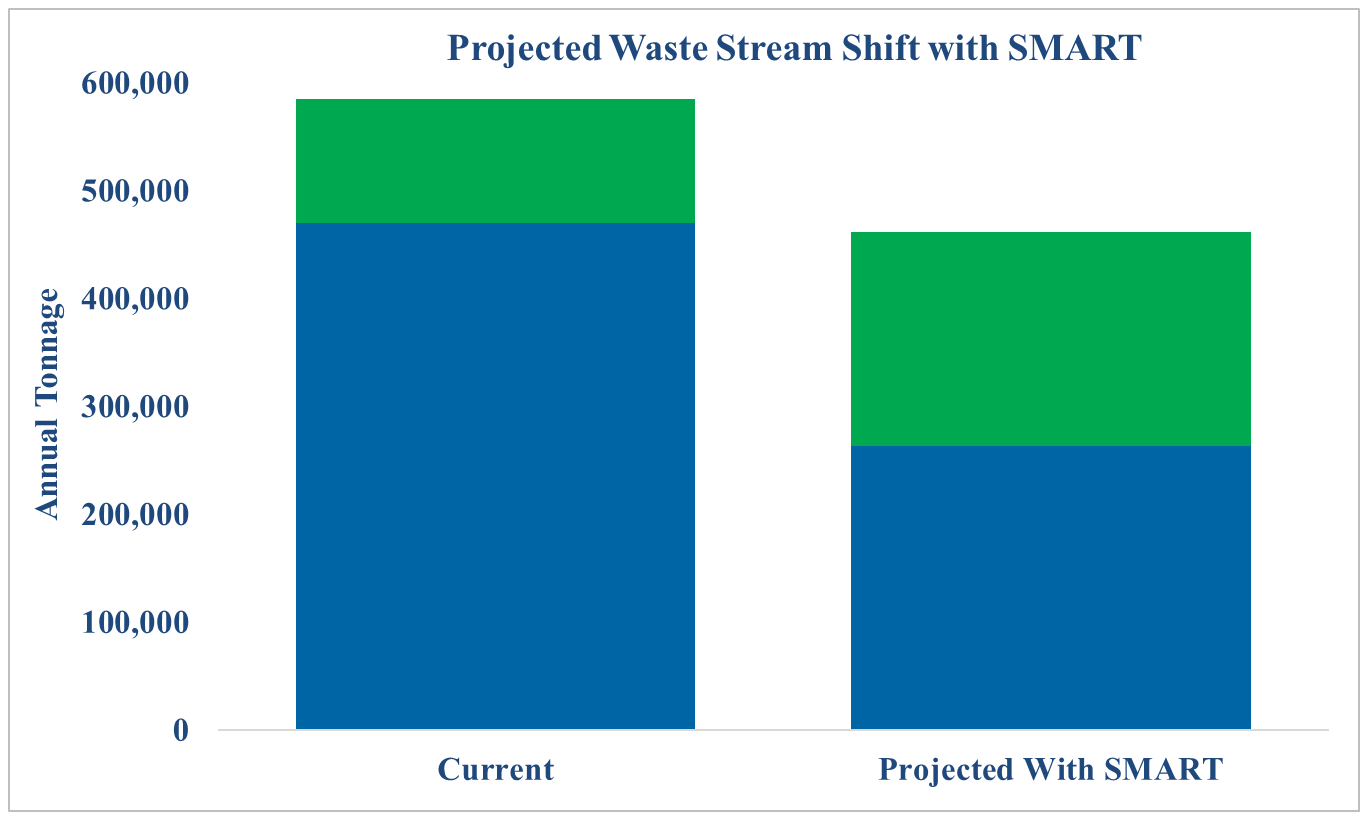 Projected Waste Stream Shift with SMART
600,000
500,000
400,000
300,000
200,000
100,000
0
Annual Tonnage
Current
Projected With SMART